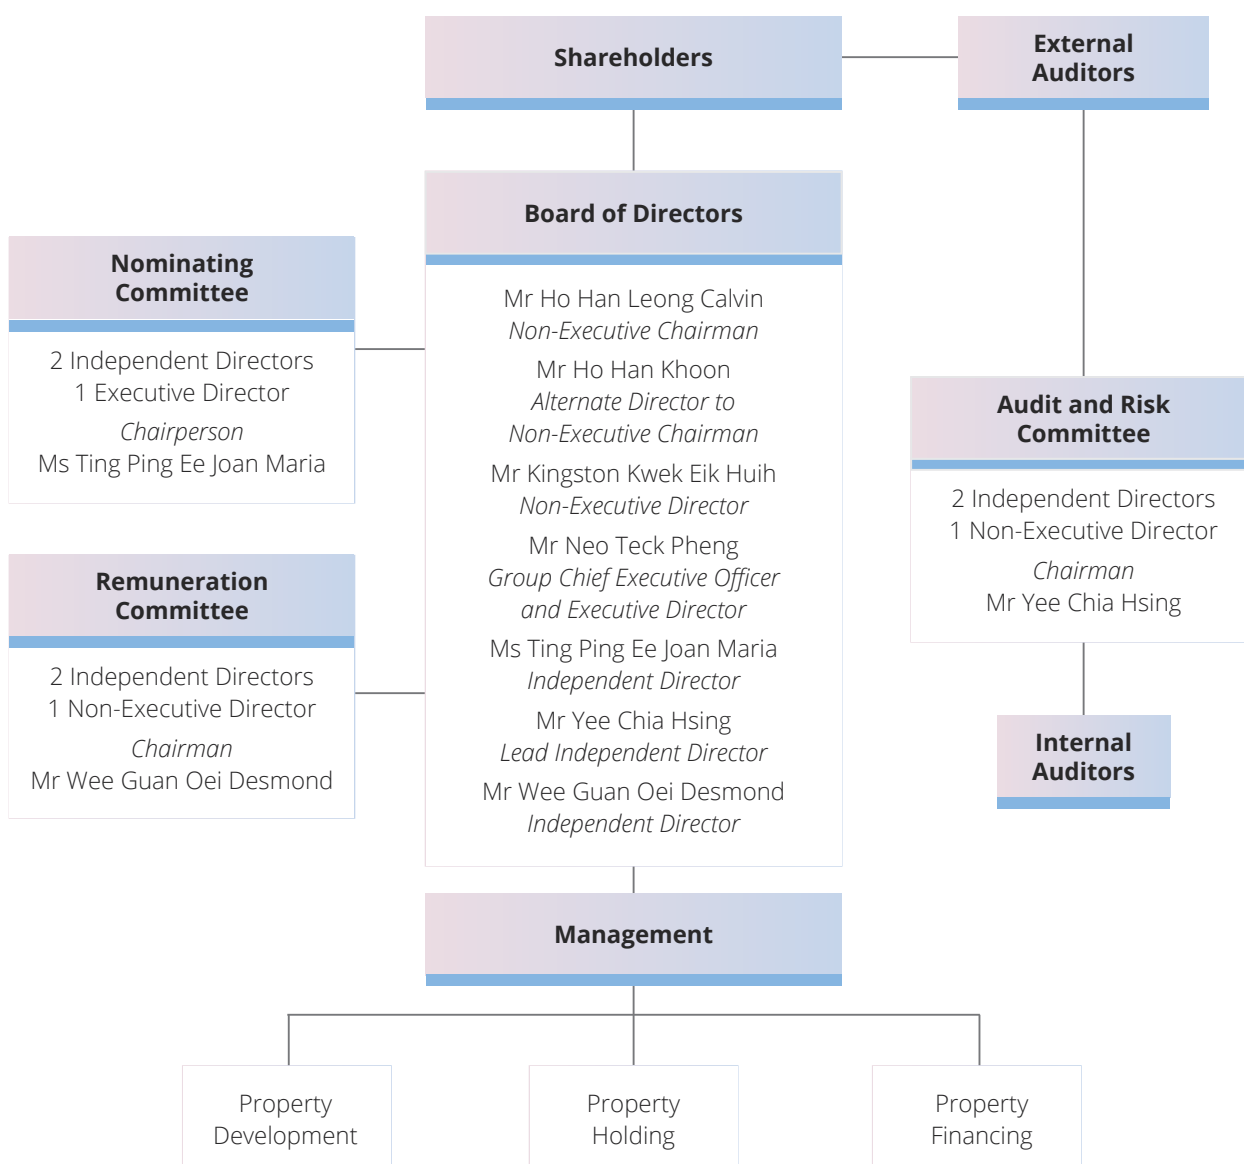 Shareholders
External
Auditors
Board of Directors
Mr Ho Han Leong Calvin
Non-Executive Chairman
Mr Ho Han Khoon
Alternate Director to
Non-Executive Chairman
Mr Kingston Kwek Eik Huih
Non-Executive Director
Mr Neo Teck Pheng
Group Chief Executive Officer
and Executive Director
Ms Ting Ping Ee Joan Maria
Independent Director
Mr Yee Chia Hsing
Lead Independent Director
Mr Wee Guan Oei Desmond
Independent Director
Nominating
Committee
2 Independent Directors
1 Executive Director
Chairperson
Ms Ting Ping Ee Joan Maria
Remuneration
Committee
2 Independent Directors
1 Non-Executive Director
Chairman
Mr Wee Guan Oei Desmond
Audit and Risk
Committee
2 Independent Directors
1 Non-Executive Director
Chairman
Mr Yee Chia Hsing
Internal
Auditors
Management
Property
Development
Property
Holding
Property
Financing